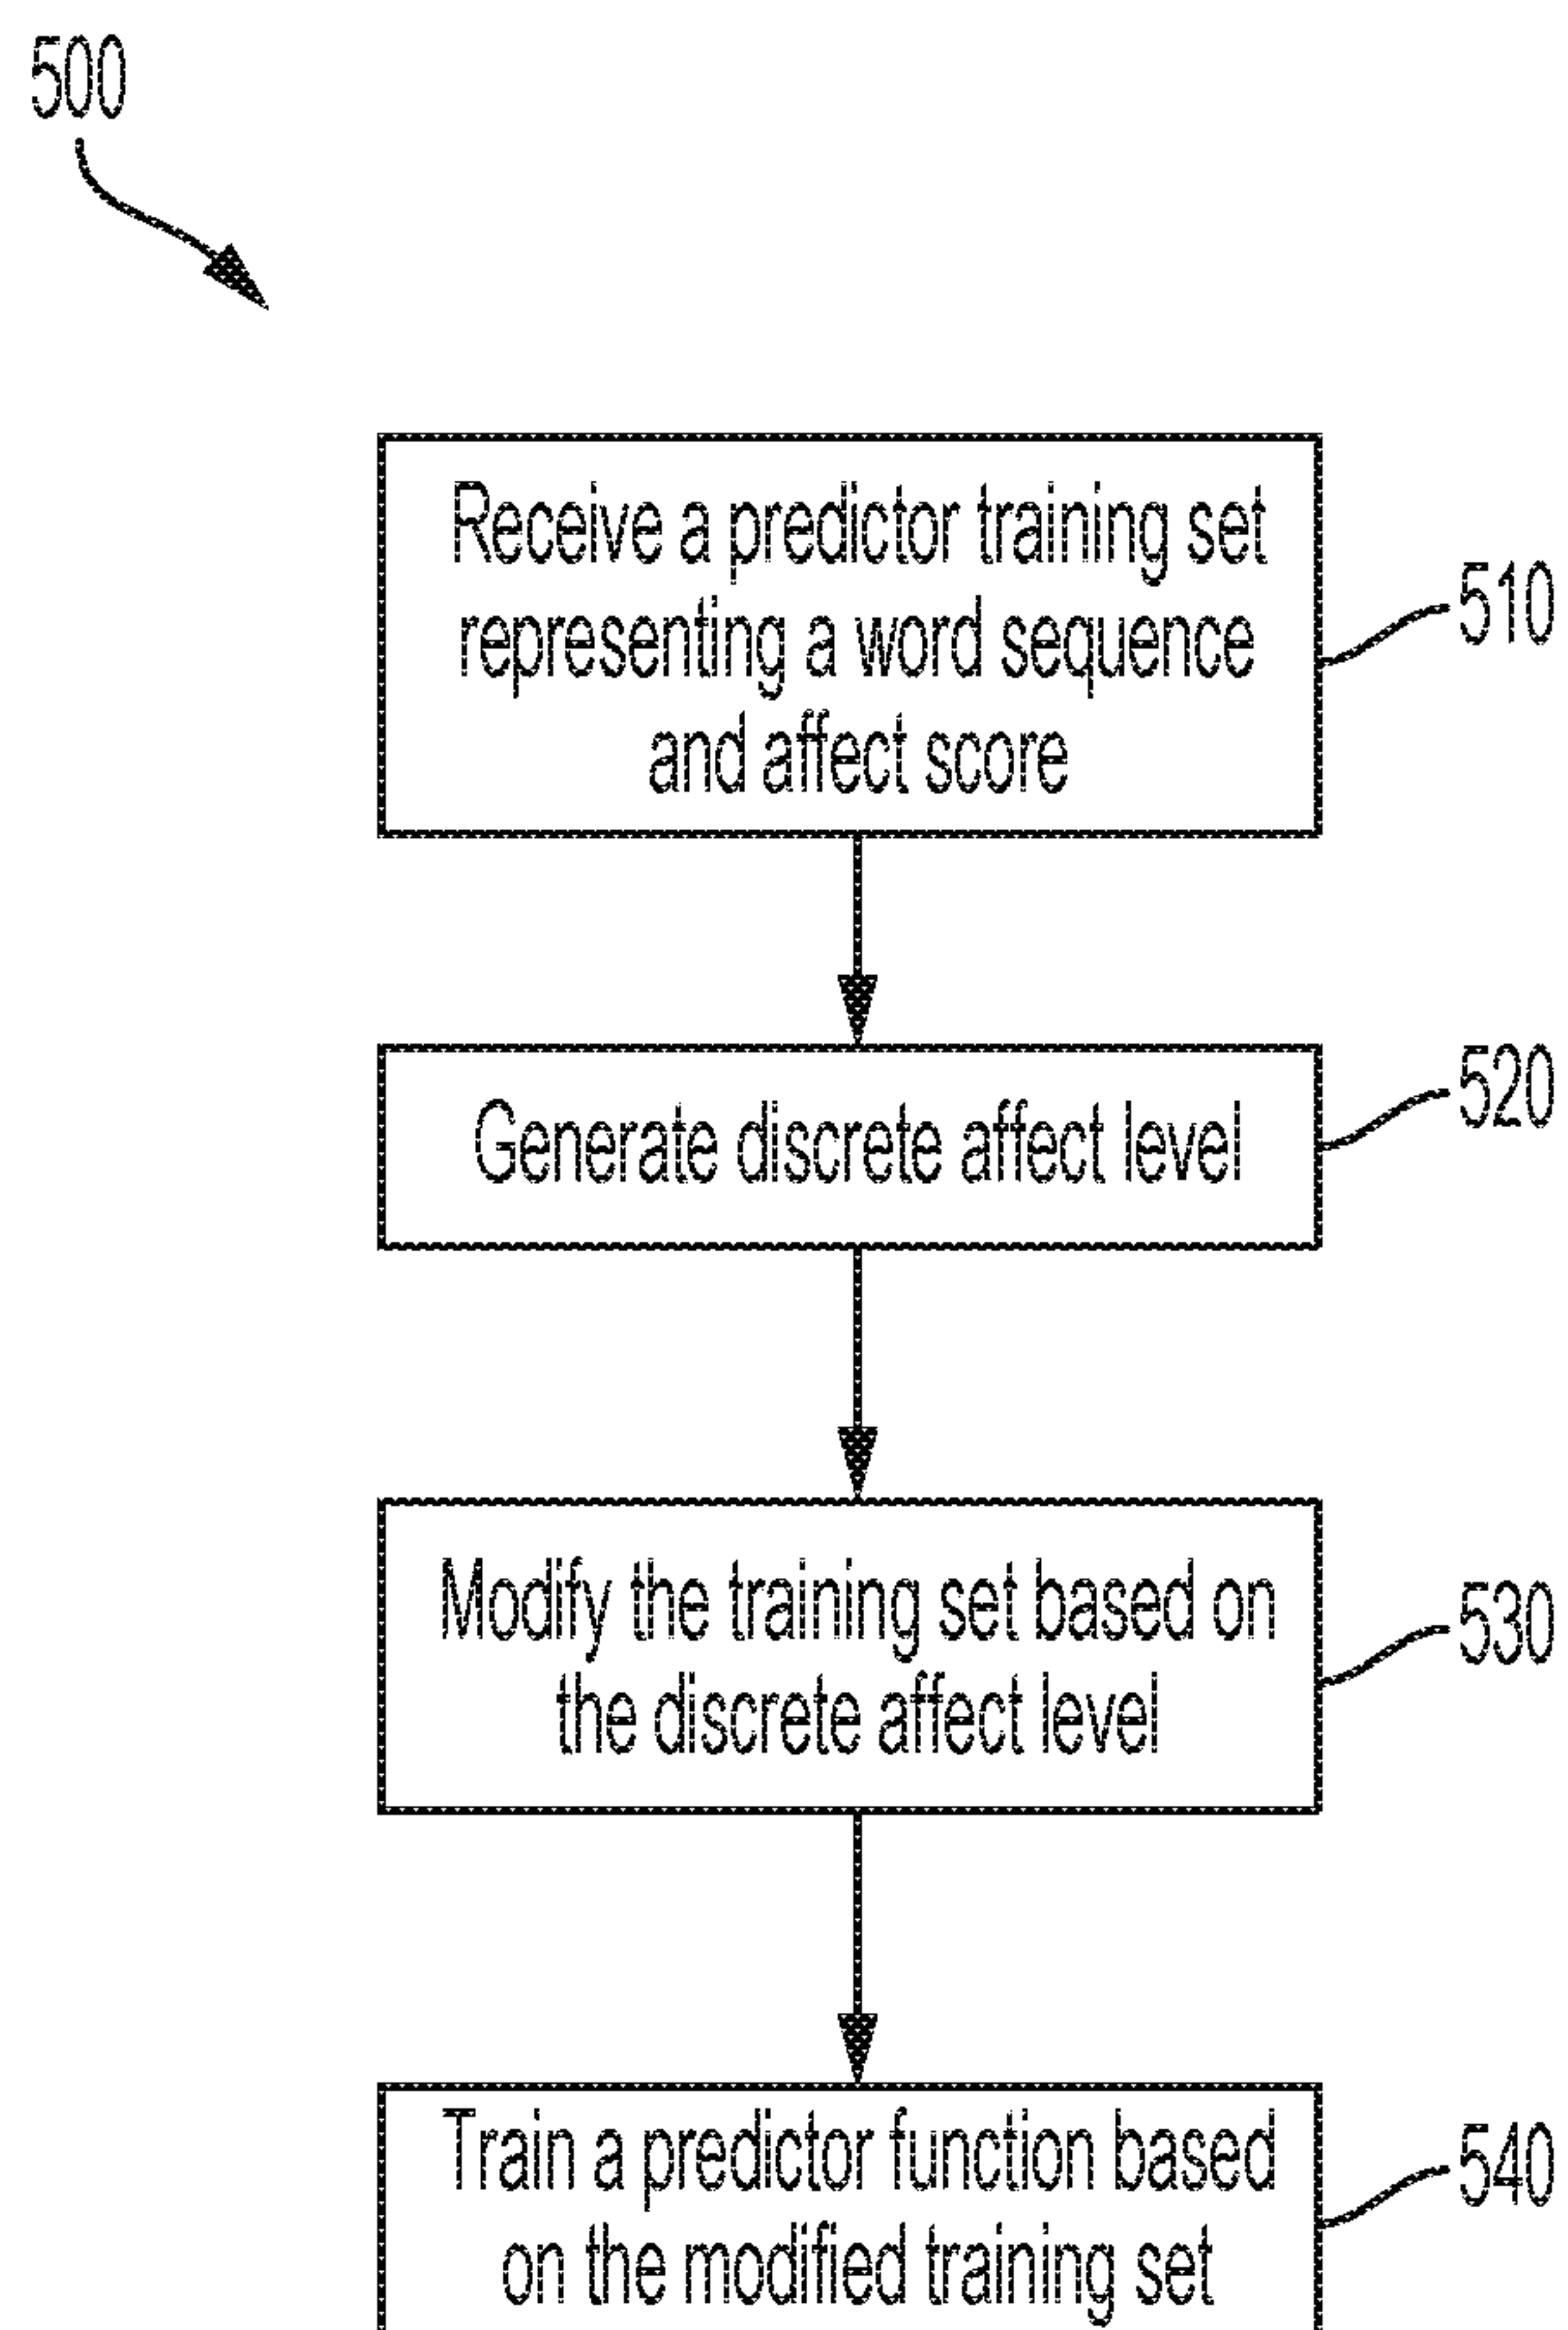 500
Receive a predictor training set
representing a word sequence
and affect score
510
Generate discrete affect level
520
Modify the training set based on
the discrete affect level
530
Train a predictor function based
on the modified training set
540